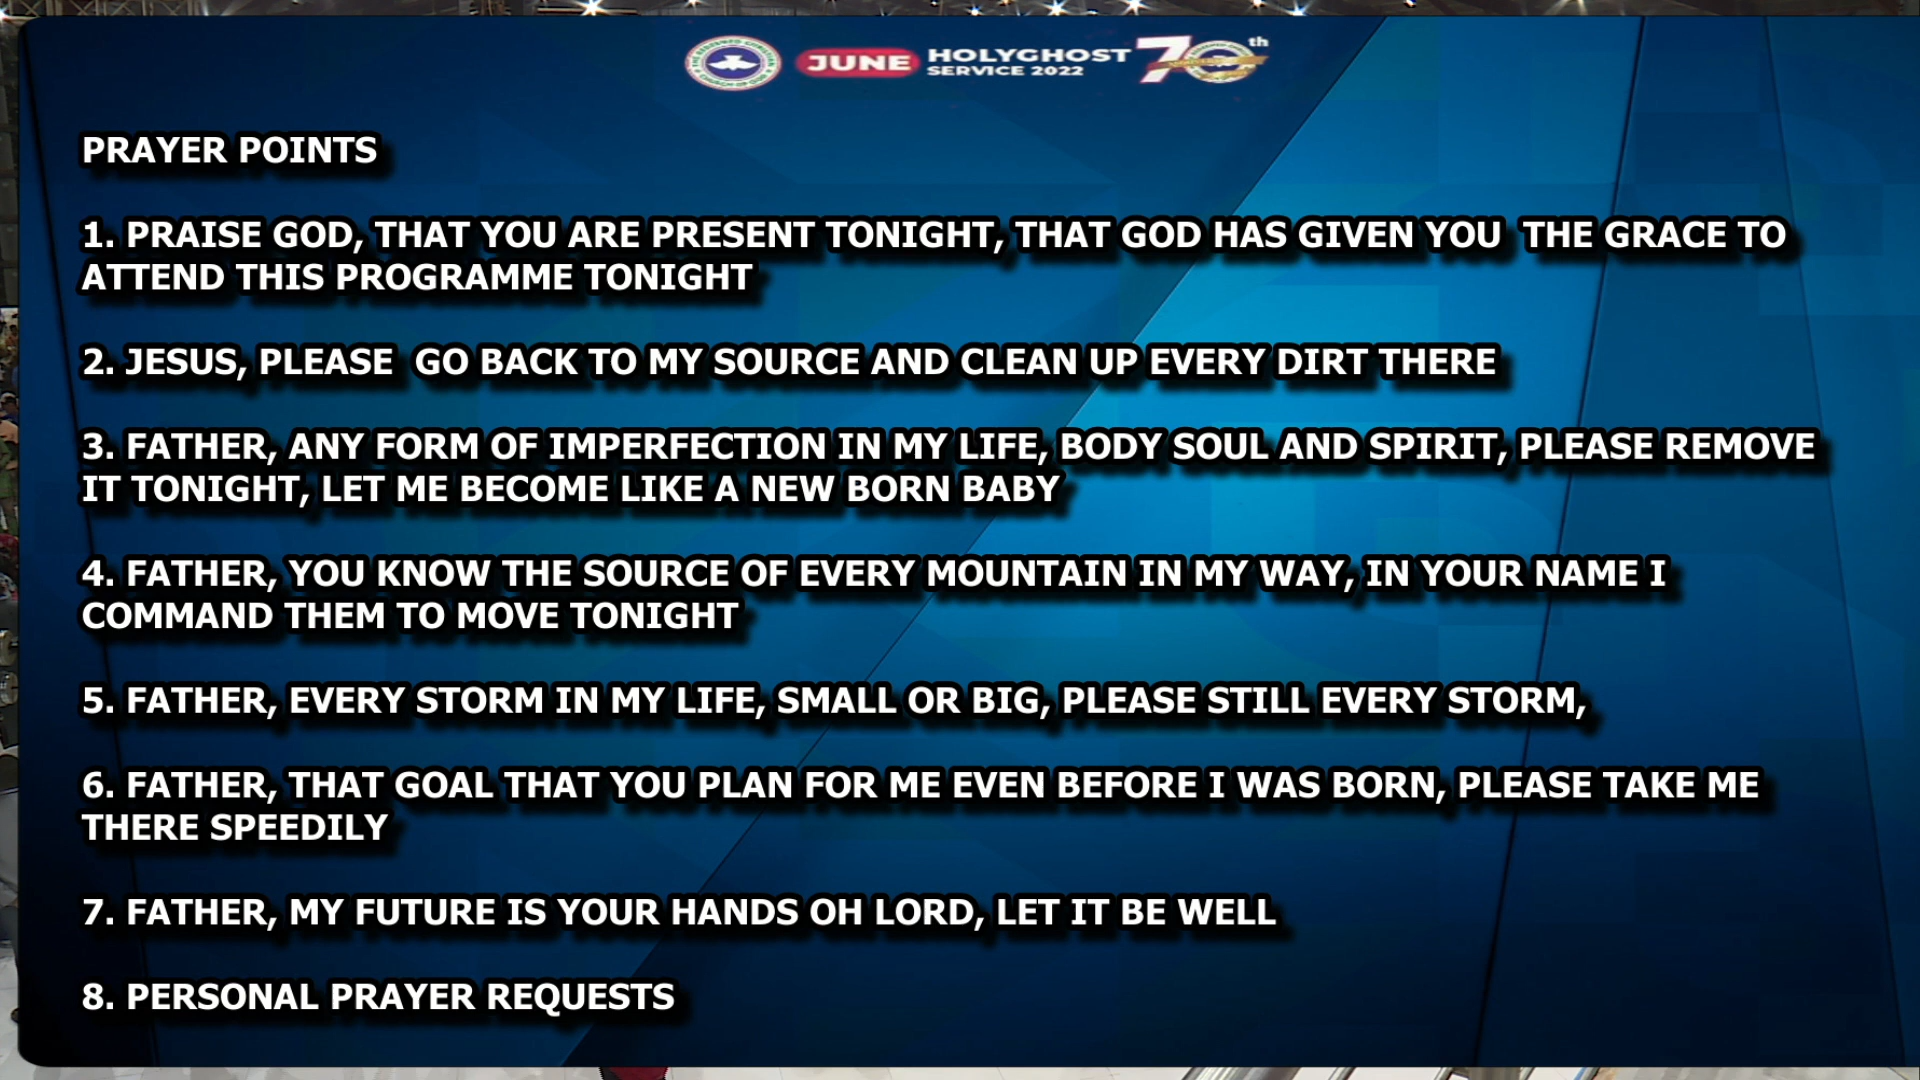 THE REDEEMED CHRISTIAN CHURCH OF GOD
JUNE
HOLYGHOST
SERVICE 2022
70th
PRAYER POINTS
1. PRAISE GOD, THAT YOU ARE PRESENT TONIGHT, THAT GOD HAS GIVEN YOU  THE GRACE TO
ATTEND THIS PROGRAMME TONIGHT
2. JESUS, PLEASE  GO BACK TO MY SOURCE AND CLEAN UP EVERY DIRT THERE
3. FATHER, ANY FORM OF IMPERFECTION IN MY LIFE, BODY SOUL AND SPIRIT, PLEASE REMOVE
IT TONIGHT, LET ME BECOME LIKE A NEW BORN BABY
4. FATHER, YOU KNOW THE SOURCE OF EVERY MOUNTAIN IN MY WAY, IN YOUR NAME I
COMMAND THEM TO MOVE TONIGHT
5. FATHER, EVERY STORM IN MY LIFE, SMALL OR BIG, PLEASE STILL EVERY STORM,
6. FATHER, THAT GOAL THAT YOU PLAN FOR ME EVEN BEFORE I WAS BORN, PLEASE TAKE ME
THERE SPEEDILY
7. FATHER, MY FUTURE IS YOUR HANDS OH LORD, LET IT BE WELL
8. PERSONAL PRAYER REQUESTS